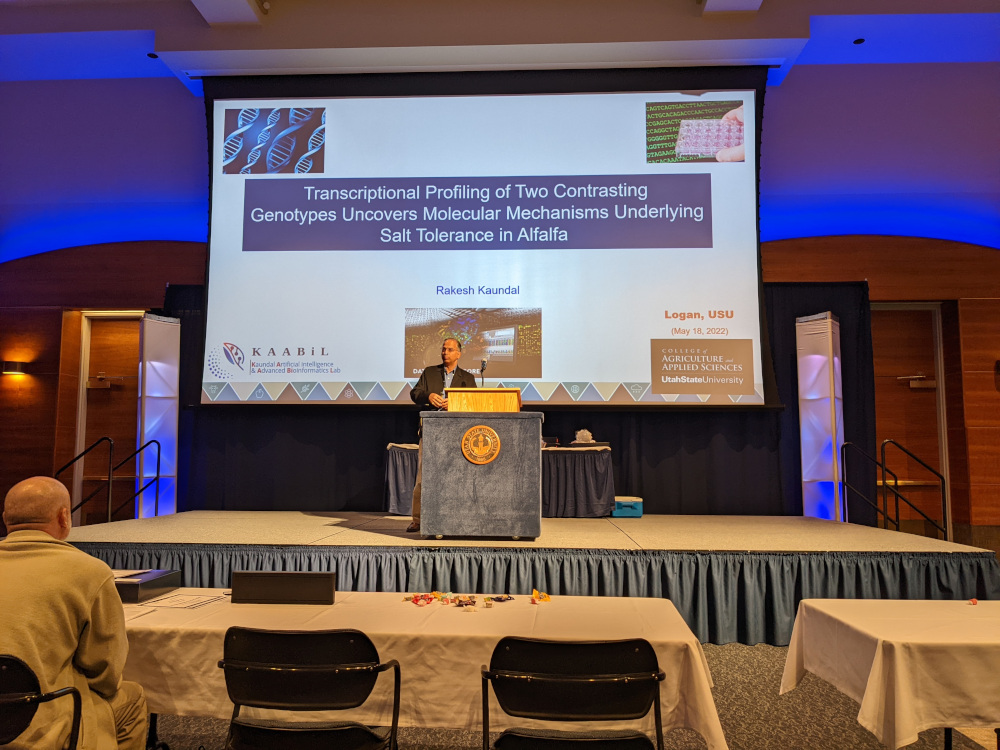 CAGTCAGTGACCTTAACTGC
Transcriptional Profiling of Two Contrasting
Genotypes Uncovers Molecular Mechanisms Underlying
Salt Tolerance in Alfalfa
Rakesh Kaundal
Logan, USU
(May 18, 2022)
KAABiL
Kaundal Artificial Intelligence
& Advanced Bioinformatics Lab
COLLEGE of
AGRICULTURE and
APPLIED SCIENCES
UtahStateUniversity